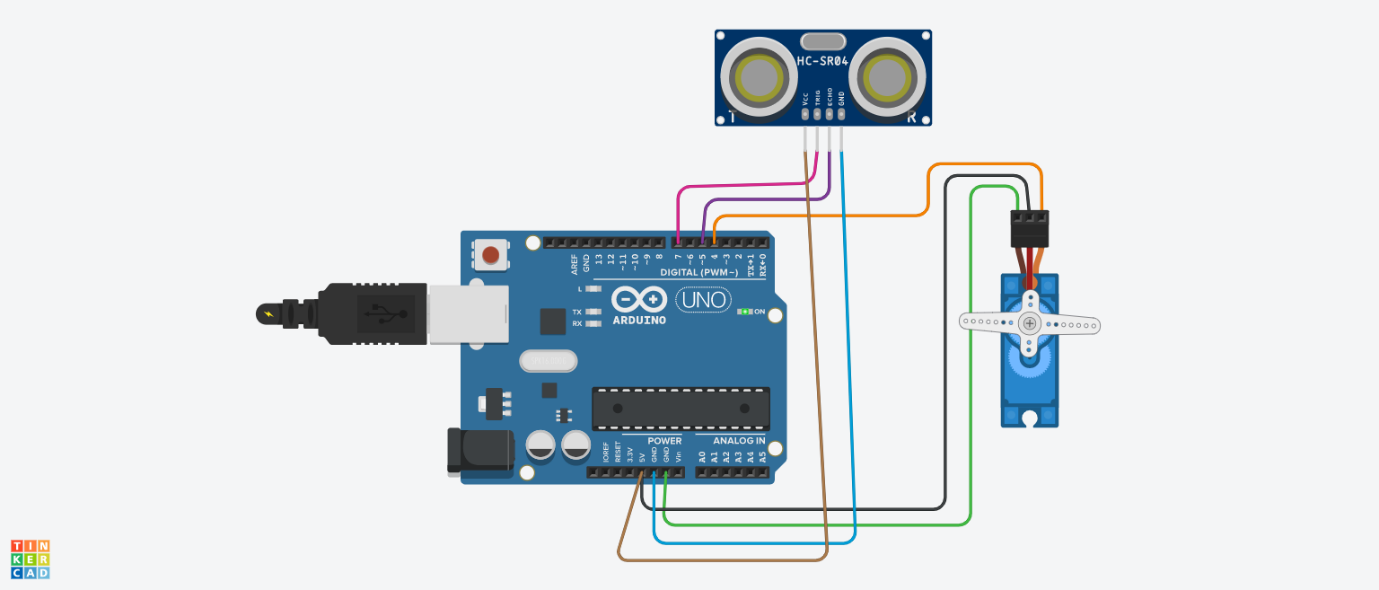 HC-SR04
VCC
TRIG
ECHO
GND
T
R
AREF
GND
13
12
~11
~10
~9
8
7
~6
~5
4
~3
2
TX→1
RX←0
DIGITAL (PWM~)
L
TX
RX
ARDUINO
UNO
ON
POWER
ANALOG IN
IOREF
RESET
3.3V
5V
GND
GND
Vin
A0
A1
A2
A3
A4
A5
TIN
KER
CAD